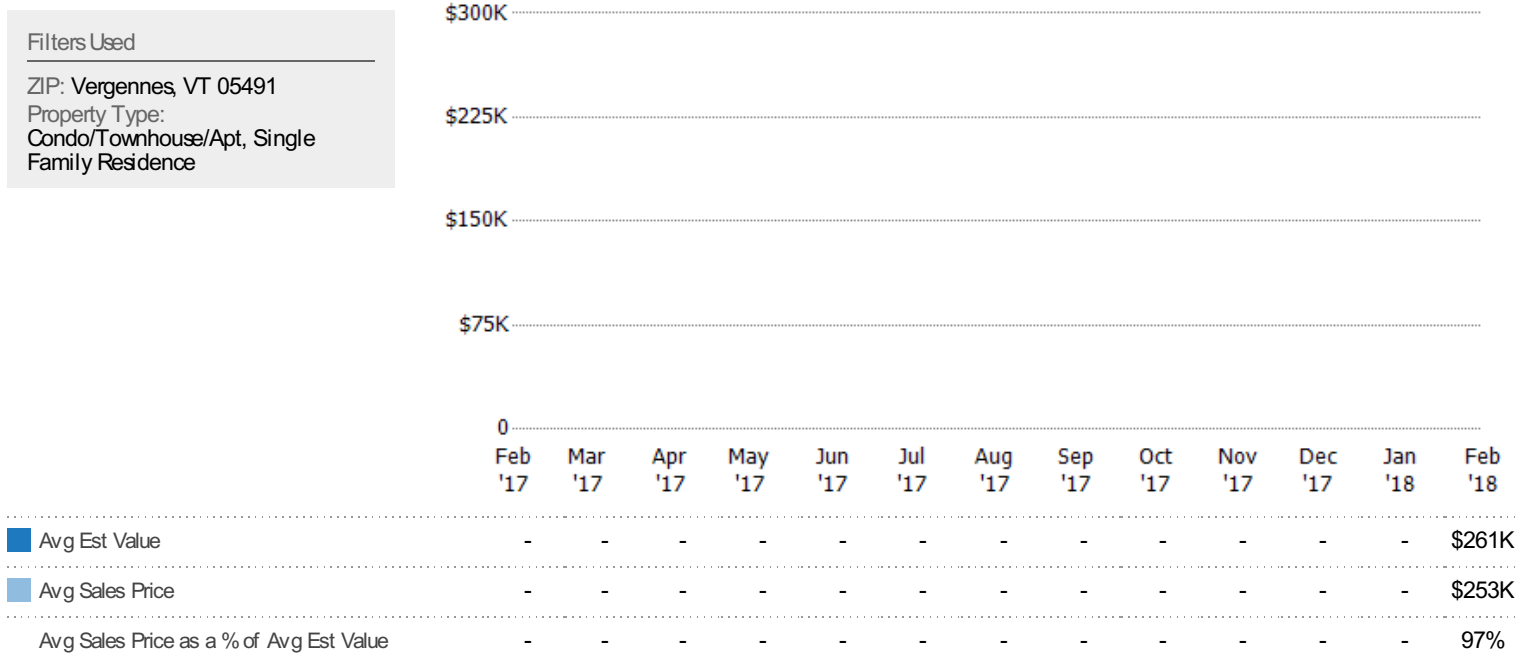 Filters Used
ZIP: Vergennes, VT 05491
Property Type:
Condo/Townhouse/Apt, Single
Family Residence
$300K
$225K
$150K
$75K
0
Feb Mar Apr May Jun Jul Aug Sep Oct Nov Dec Jan Feb
'17 '17 '17 '17 '17 '17 '17 '17 '17 '17 '17 '18 '18
Avg Est Value - - - - - - - - - - - - $261K
Avg Sales Price - - - - - - - - - - - - $253K
Avg Sales Price as a % of Avg Est Value - - - - - - - - - - - - 97%